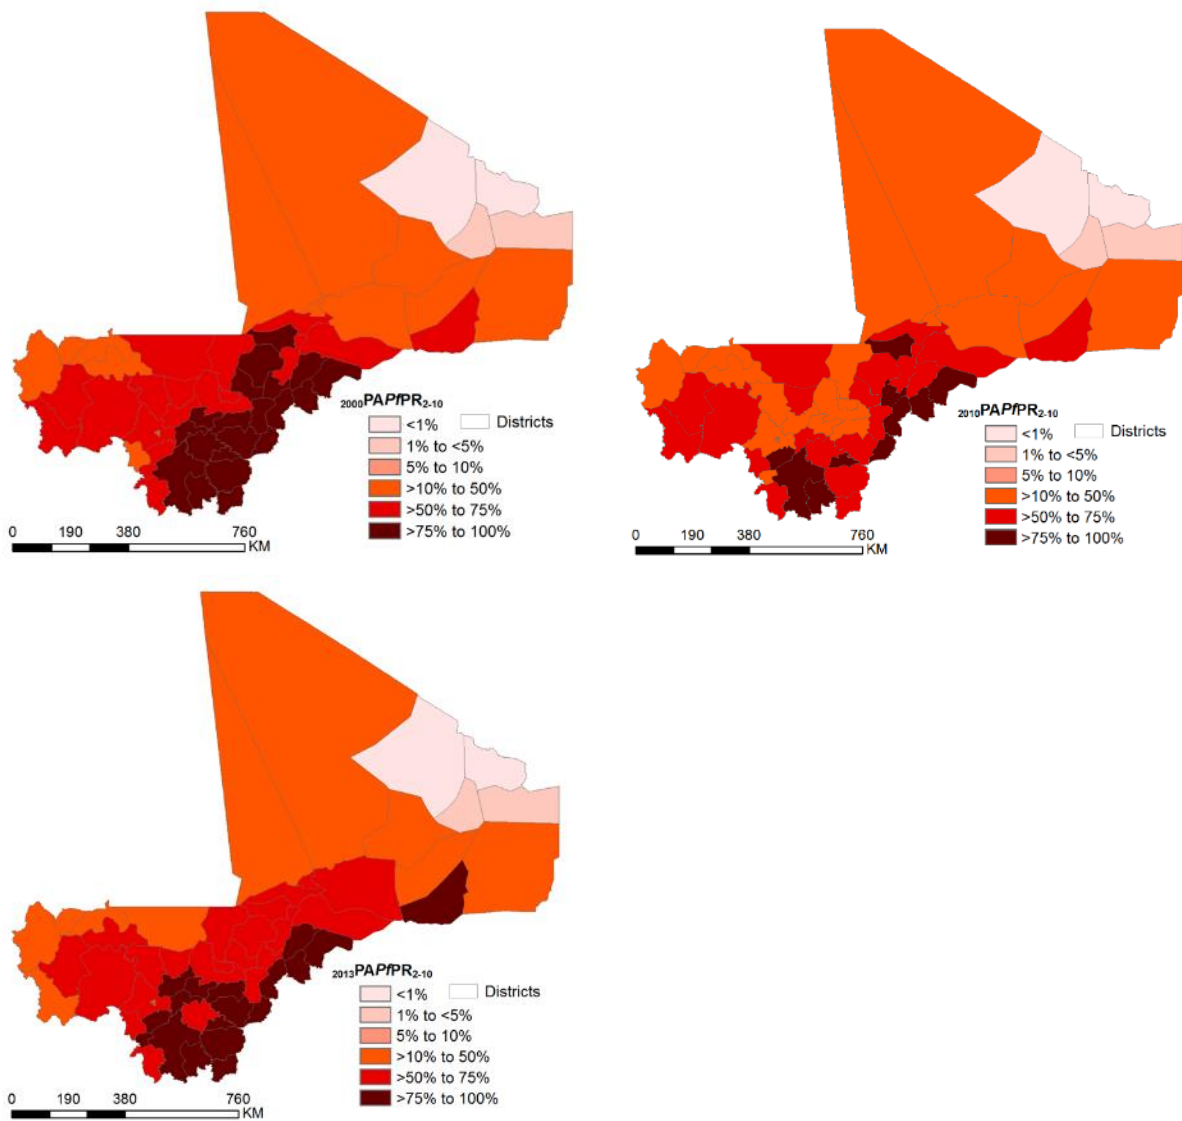 2000PAPfPR2-10
<1%
Districts
1% to <5%
5% to 10%
>10% to 50%
>50% to 75%
>75% to 100%
0 190 380 760
KM
2010PAPfPR2-10
<1%
Districts
1% to <5%
5% to 10%
>10% to 50%
>50% to 75%
>75% to 100%
0 190 380 760
KM
2013PAPfPR2-10
<1%
Districts
1% to <5%
5% to 10%
>10% to 50%
>50% to 75%
>75% to 100%
0 190 380 760
KM